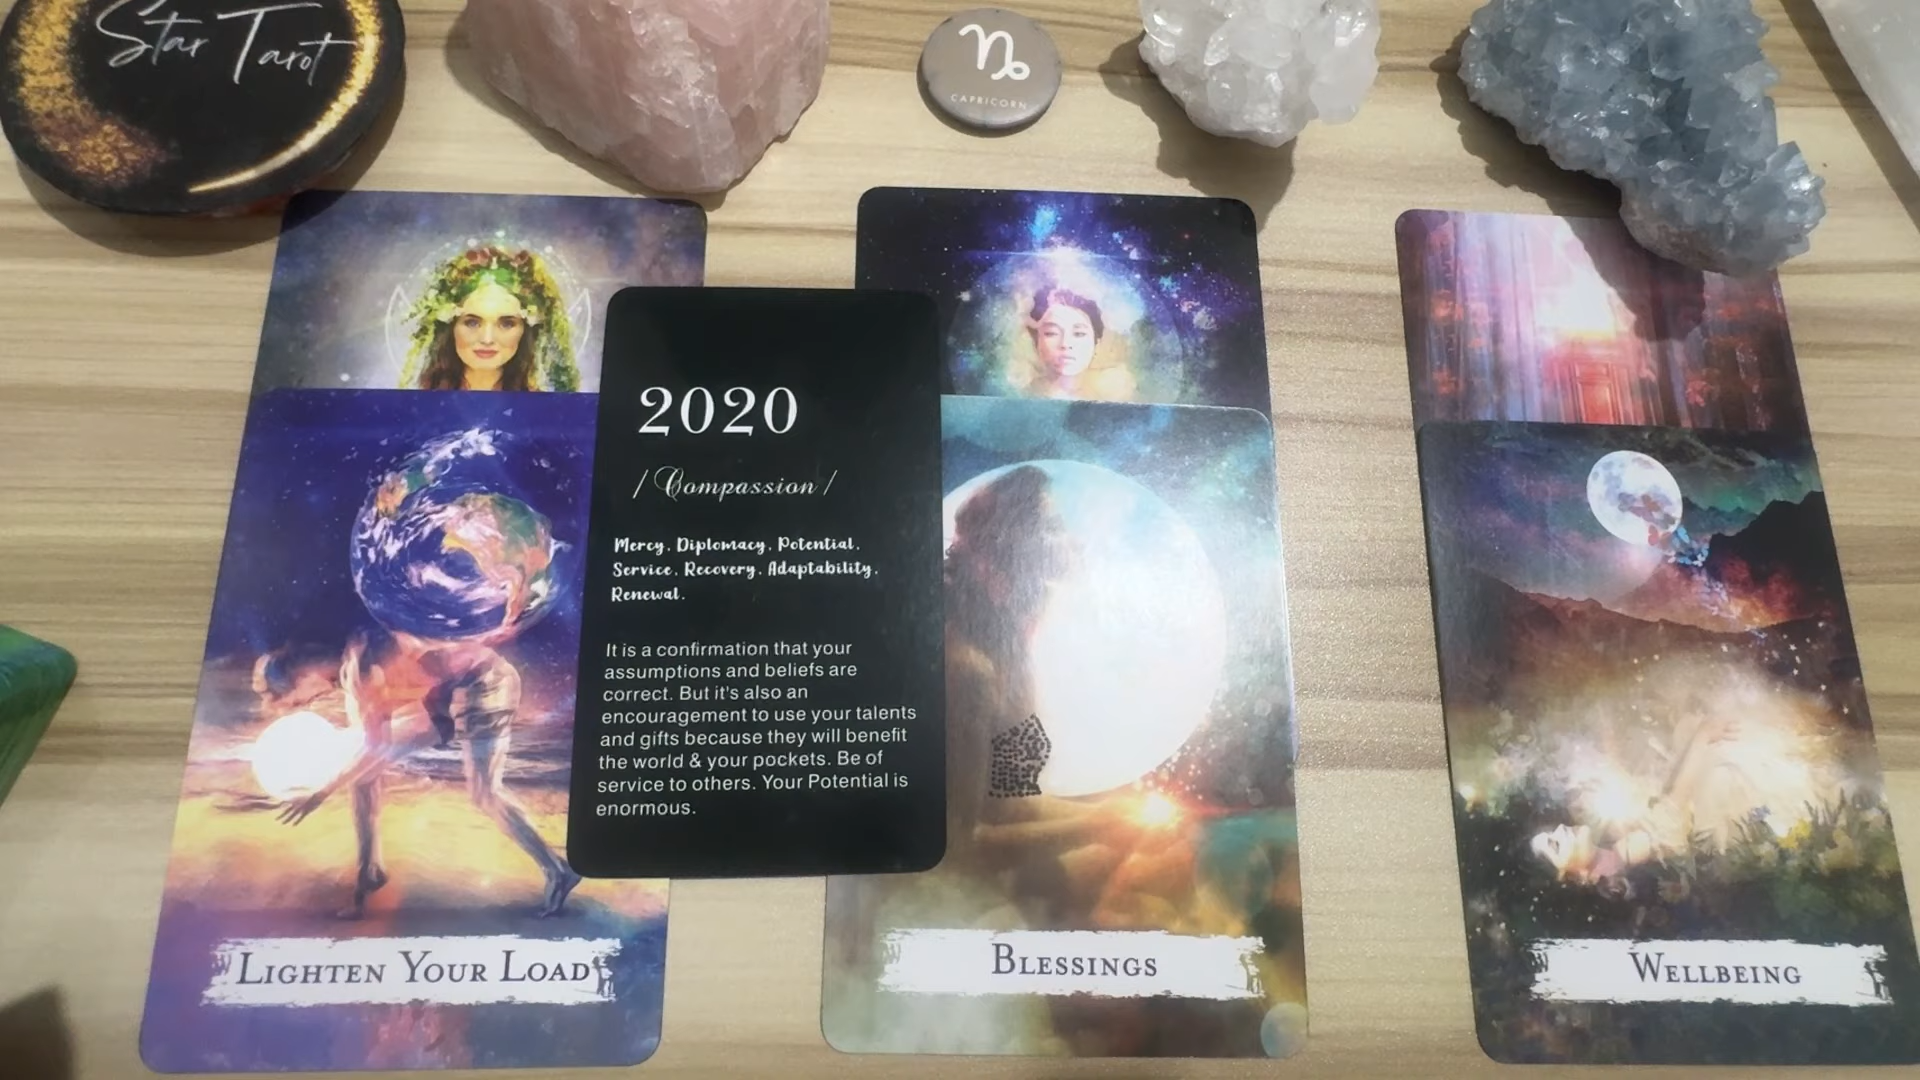 Star Tarot
CAPRICORN
2020
/ Compassion /
Mercy. Diplomacy. Potential.
Service. Recovery. Adaptability.
Renewal.
It is a confirmation that your
assumptions and beliefs are
correct. But it's also an
encouragement to use your talents
and gifts because they will benefit
the world & your pockets. Be of
service to others. Your Potential is
enormous.
LIGHTEN YOUR LOAD
BLESSINGS
WELLBEING